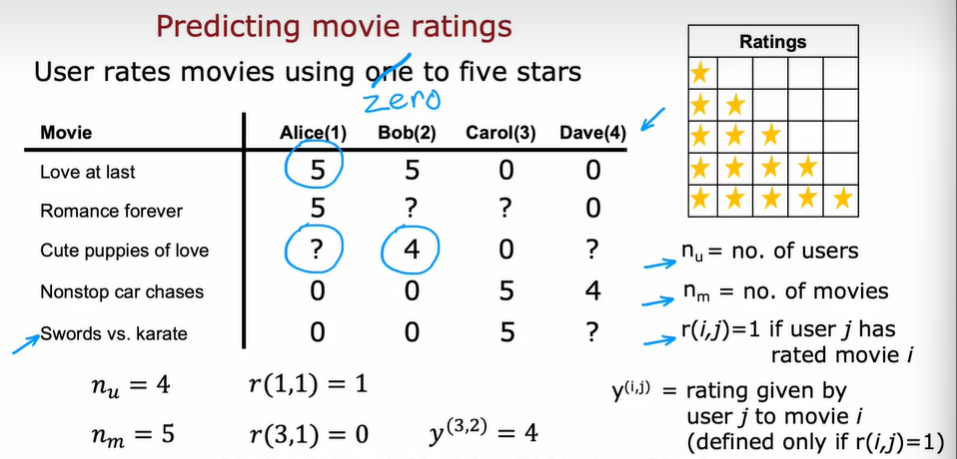 Predicting movie ratings
User rates movies using one to five stars
zero
Ratings
Movie Alice(1) Bob(2) Carol(3) Dave(4)
Love at last 5 5 0 0
Romance forever 5 ? ? 0
Cute puppies of love ? 4 0 ?
Nonstop car chases 0 0 5 4
Swords vs. karate 0 0 5 ?
nᵤ = no. of users
nₘ = no. of movies
r(i,j)=1 if user j has
rated movie i
nᵤ = 4 r(1,1) = 1
nₘ = 5 r(3,1) = 0 y⁽³,²⁾ = 4
y⁽ⁱ,ʲ⁾ = rating given by
user j to movie i
(defined only if r(i,j)=1)